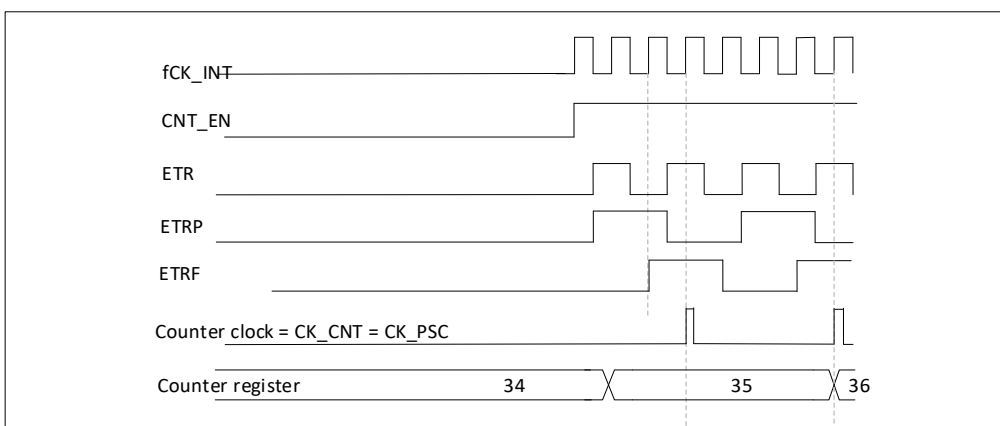 fCK_INT
CNT_EN
ETR
ETRP
ETRF
Counter clock = CK_CNT = CK_PSC
Counter register 34 35 36